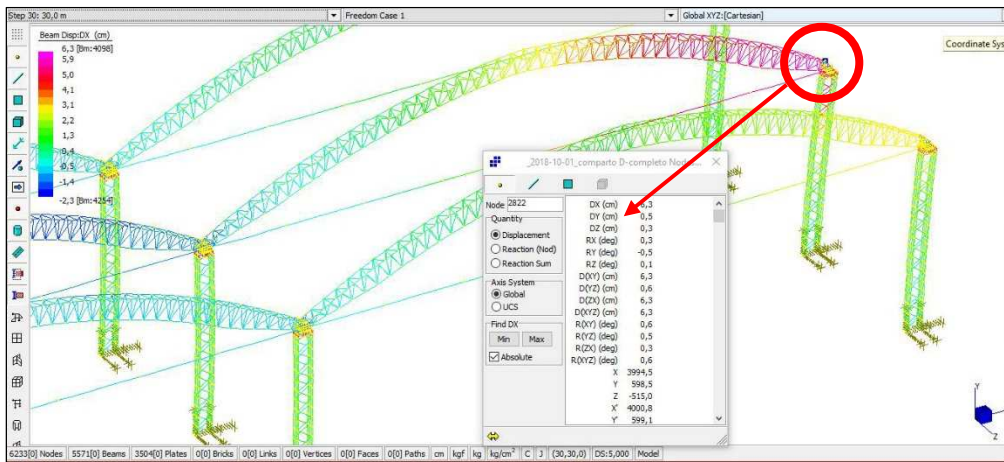 Step 30: 30,0 m
Freedom Case 1
Global XYZ:[Cartesian]
Coordinate Sys
Beam Disp:DX (cm)
6,3 [Bm:4098]
5,9
5,0
4,1
3,1
2,2
1,3
0,4
-0,5
-1,4
-2,3 [Bm:4254]
_2018-10-01_comparto D-completo Node...
Node 2822
Quantity
Displacement
Reaction (Nod)
Reaction Sum
Axis System
Global
UCS
Find DX
Min Max
Absolute
DX (cm) 6,3
DY (cm) 0,5
DZ (cm) 0,3
RX (deg) 0,3
RY (deg) -0,5
RZ (deg) 0,1
D(XY) (cm) 6,3
D(YZ) (cm) 0,6
D(ZX) (cm) 6,3
D(XYZ) (cm) 6,3
R(XY) (deg) 0,6
R(YZ) (deg) 0,5
R(ZX) (deg) 0,3
R(XYZ) (deg) 0,6
X 3994,5
Y 598,5
Z -515,0
X' 4000,8
Y' 599,1
Y
Z
6233[0] Nodes 5571[0] Beams 3504[0] Plates 0[0] Bricks 0[0] Links 0[0] Vertices 0[0] Faces 0[0] Paths cm kgf kg kg/cm² C J (30,30,0) DS:5,000 Model